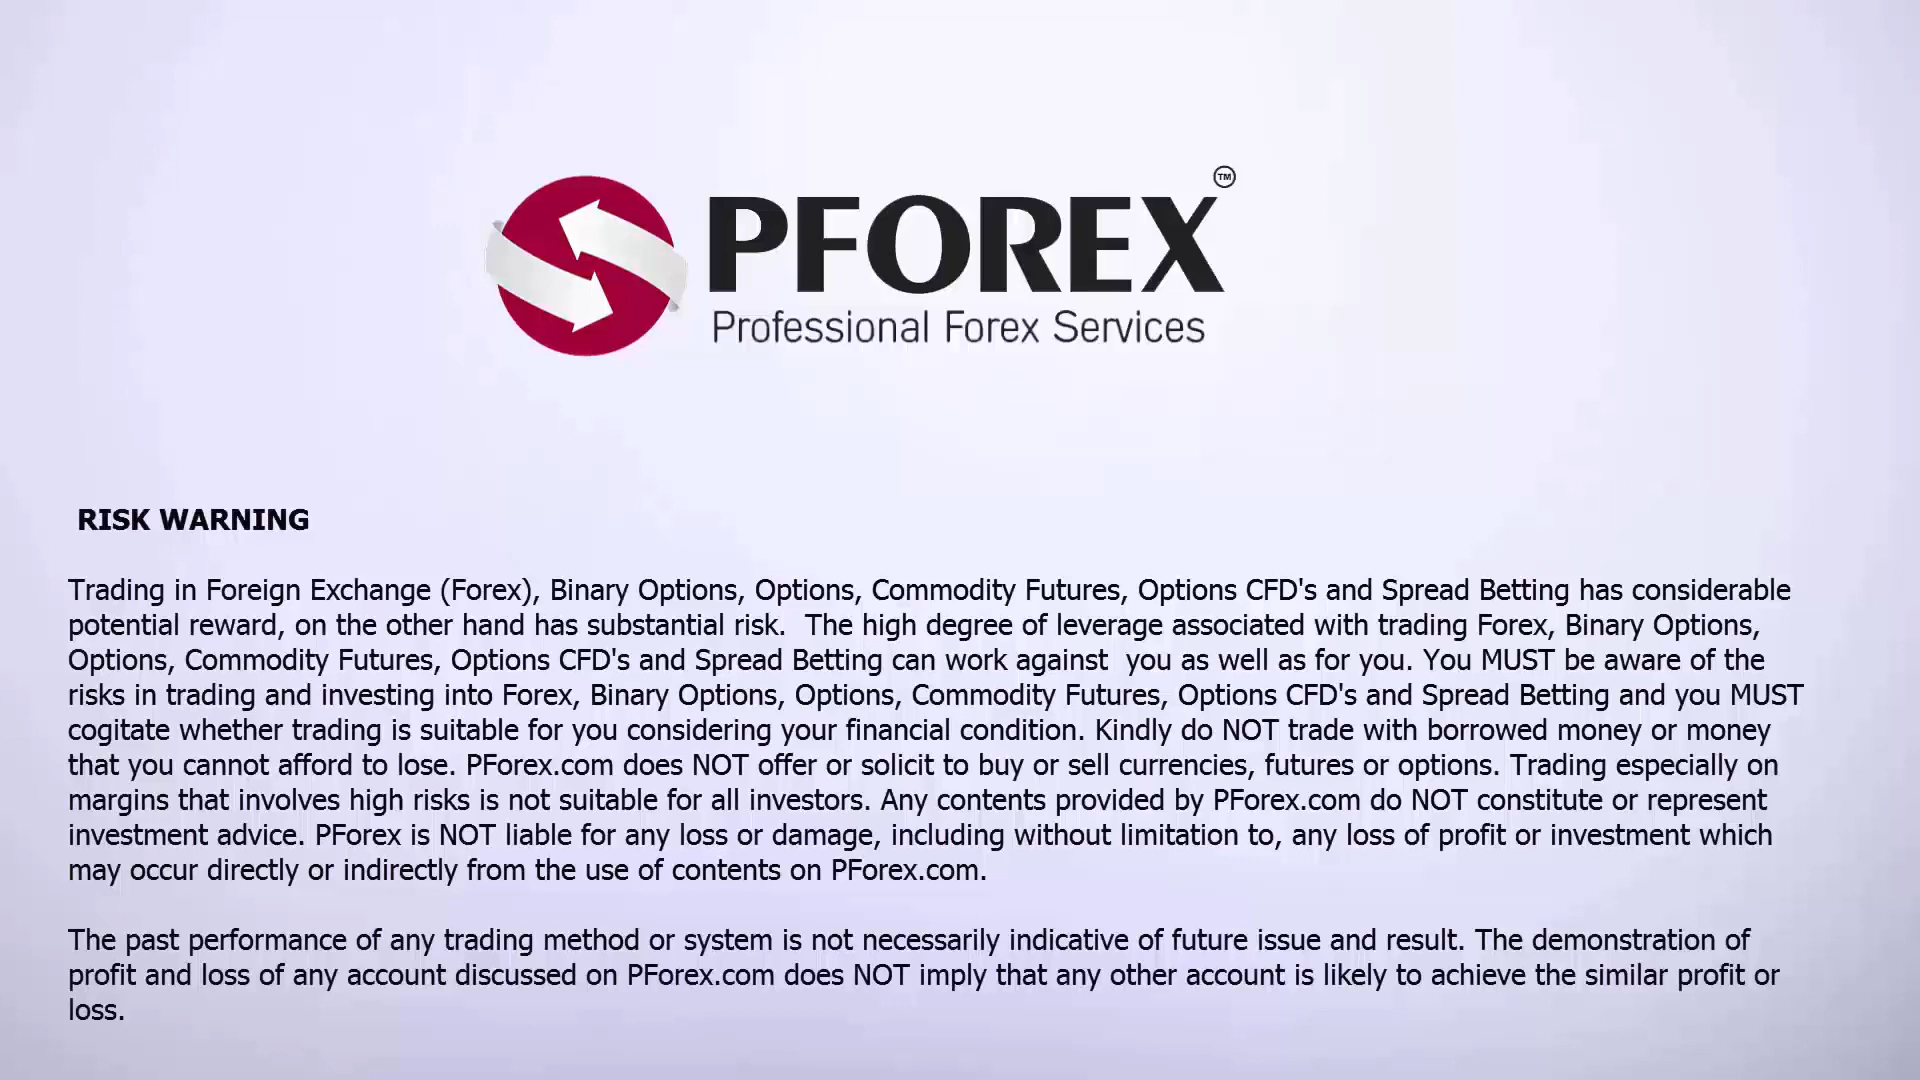 PFOREX TM
Professional Forex Services
RISK WARNING
Trading in Foreign Exchange (Forex), Binary Options, Options, Commodity Futures, Options CFD's and Spread Betting has considerable
potential reward, on the other hand has substantial risk.  The high degree of leverage associated with trading Forex, Binary Options,
Options, Commodity Futures, Options CFD's and Spread Betting can work against  you as well as for you. You MUST be aware of the
risks in trading and investing into Forex, Binary Options, Options, Commodity Futures, Options CFD's and Spread Betting and you MUST
cogitate whether trading is suitable for you considering your financial condition. Kindly do NOT trade with borrowed money or money
that you cannot afford to lose. PForex.com does NOT offer or solicit to buy or sell currencies, futures or options. Trading especially on
margins that involves high risks is not suitable for all investors. Any contents provided by PForex.com do NOT constitute or represent
investment advice. PForex is NOT liable for any loss or damage, including without limitation to, any loss of profit or investment which
may occur directly or indirectly from the use of contents on PForex.com.
The past performance of any trading method or system is not necessarily indicative of future issue and result. The demonstration of
profit and loss of any account discussed on PForex.com does NOT imply that any other account is likely to achieve the similar profit or
loss.